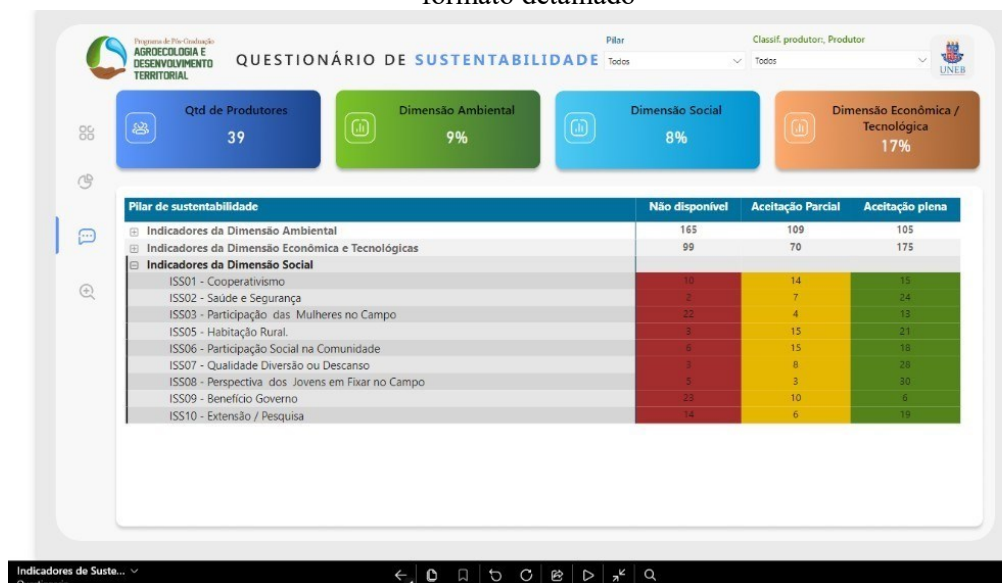 formato detalhado
Programa de Pós-Graduação
AGROECOLOGIA E
DESENVOLVIMENTO
TERRITORIAL
QUESTIONÁRIO DE SUSTENTABILIDADE
Pilar
Todos
Classif. produtor:, Produtor
Todos
UNEB
Qtd de Produtores
39
Dimensão Ambiental
9%
Dimensão Social
8%
Dimensão Econômica /
Tecnológica
17%
Pilar de sustentabilidade Não disponível Aceitação Parcial Aceitação plena
Indicadores da Dimensão Ambiental 165 109 105
Indicadores da Dimensão Econômica e Tecnológicas 99 70 175
Indicadores da Dimensão Social
ISS01 - Cooperativismo 10 14 15
ISS02 - Saúde e Segurança 2 7 24
ISS03 - Participação das Mulheres no Campo 22 4 13
ISS05 - Habitação Rural. 3 15 21
ISS06 - Participação Social na Comunidade 6 15 18
ISS07 - Qualidade Diversão ou Descanso 3 8 28
ISS08 - Perspectiva dos Jovens em Fixar no Campo 5 3 30
ISS09 - Benefício Governo 23 10 6
ISS10 - Extensão / Pesquisa 14 6 19
Indicadores de Suste...